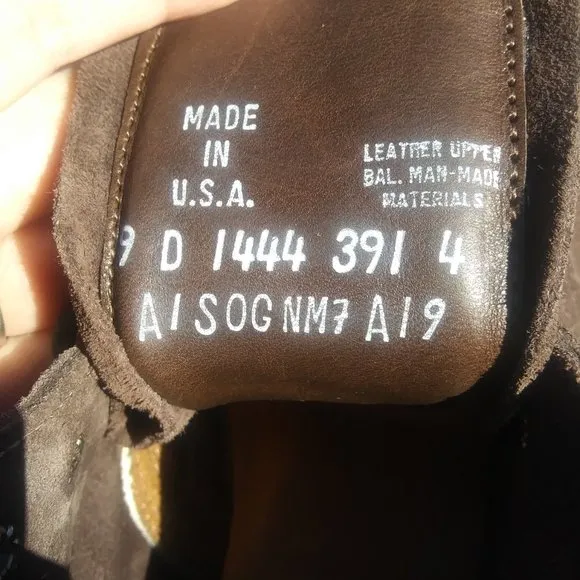 MADE
IN
U.S.A.
LEATHER UPPER
BAL. MAN-MADE
MATERIALS
9 D 1444 391 4
A1SOGNM7 A19